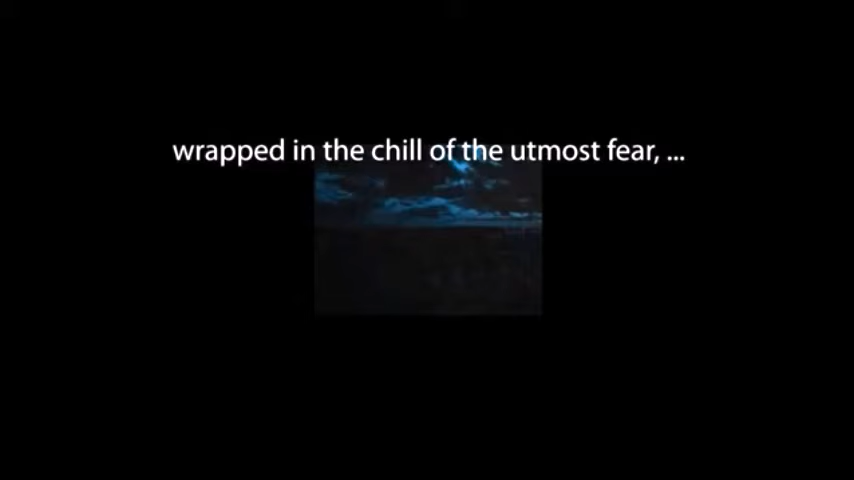 wrapped in the chill of the utmost fear, ...